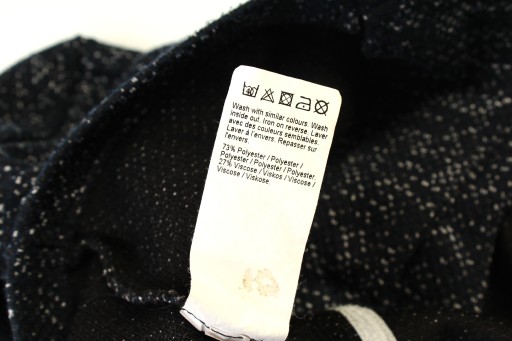 Wash with similar colours. Wash
inside out. Iron on reverse. Laver
avec des couleurs semblables.
Laver à l'envers. Repasser sur
l'envers.
73% Polyester / Polyester /
Polyester / Polyester / Polyester
27% Viscose / Viskos / Viscose /
Viscose / Viskose